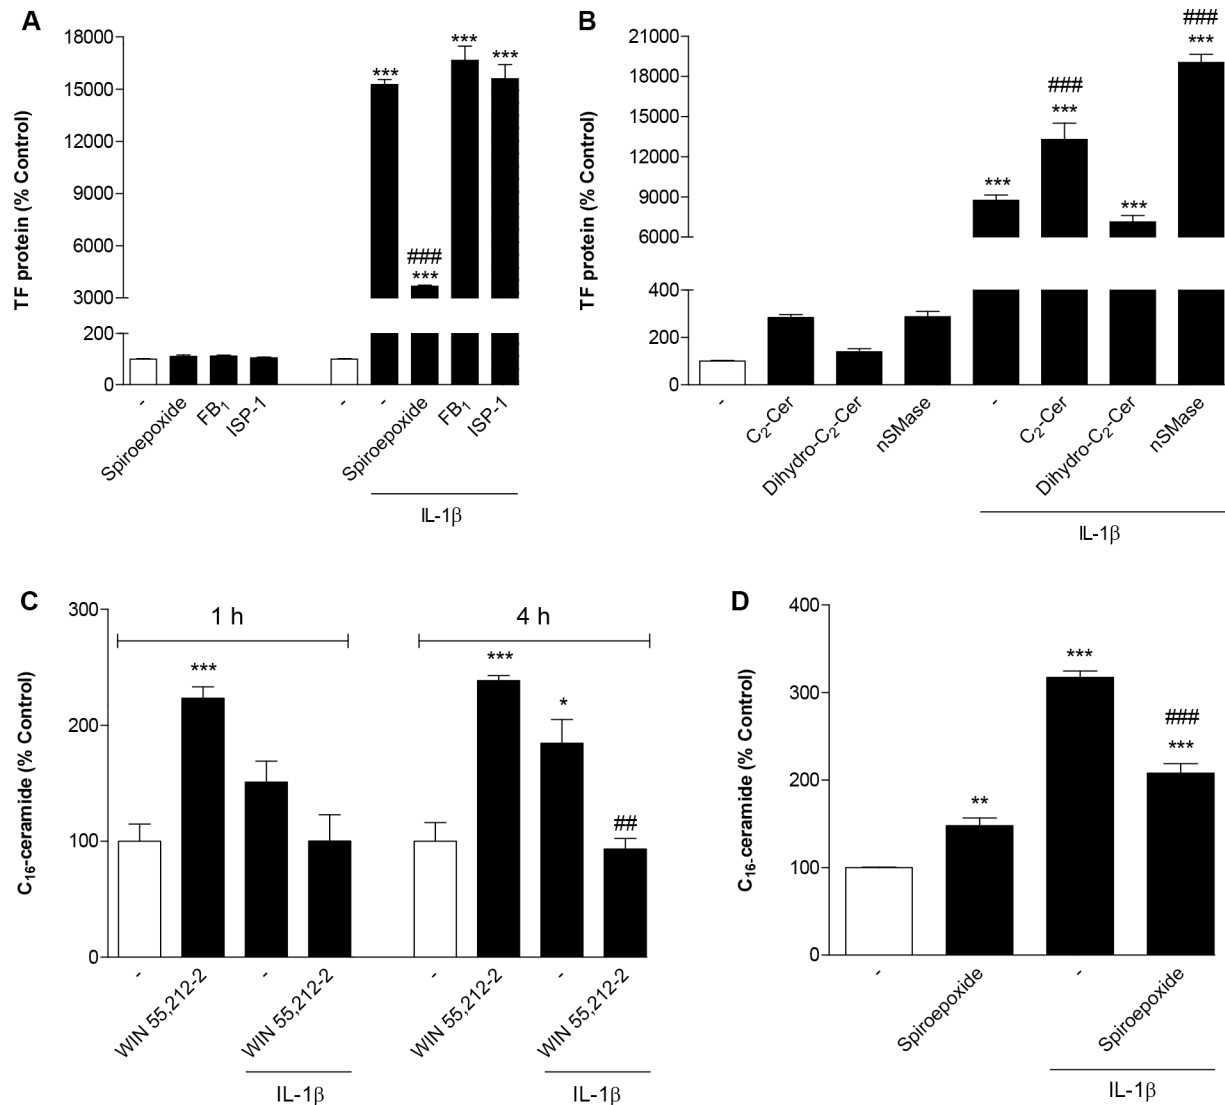 A
TF protein (% Control)
18000
15000
12000
9000
6000
3000
200
100
0
***
###
***
***
***
-
Spiroepoxide
FB1
ISP-1
-
-
Spiroepoxide
FB1
ISP-1
IL-1β
B
TF protein (% Control)
21000
18000
15000
12000
9000
6000
400
200
0
***
###
***
***
###
***
-
C2-Cer
Dihydro-C2-Cer
nSMase
-
C2-Cer
Dihydro-C2-Cer
nSMase
IL-1β
C
C16-ceramide (% Control)
300
200
100
0
1 h
4 h
***
***
*
##
-
WIN 55,212-2
-
WIN 55,212-2
-
WIN 55,212-2
-
WIN 55,212-2
IL-1β
IL-1β
D
C16-ceramide (% Control)
400
300
200
100
0
**
***
###
***
-
Spiroepoxide
-
Spiroepoxide
IL-1β